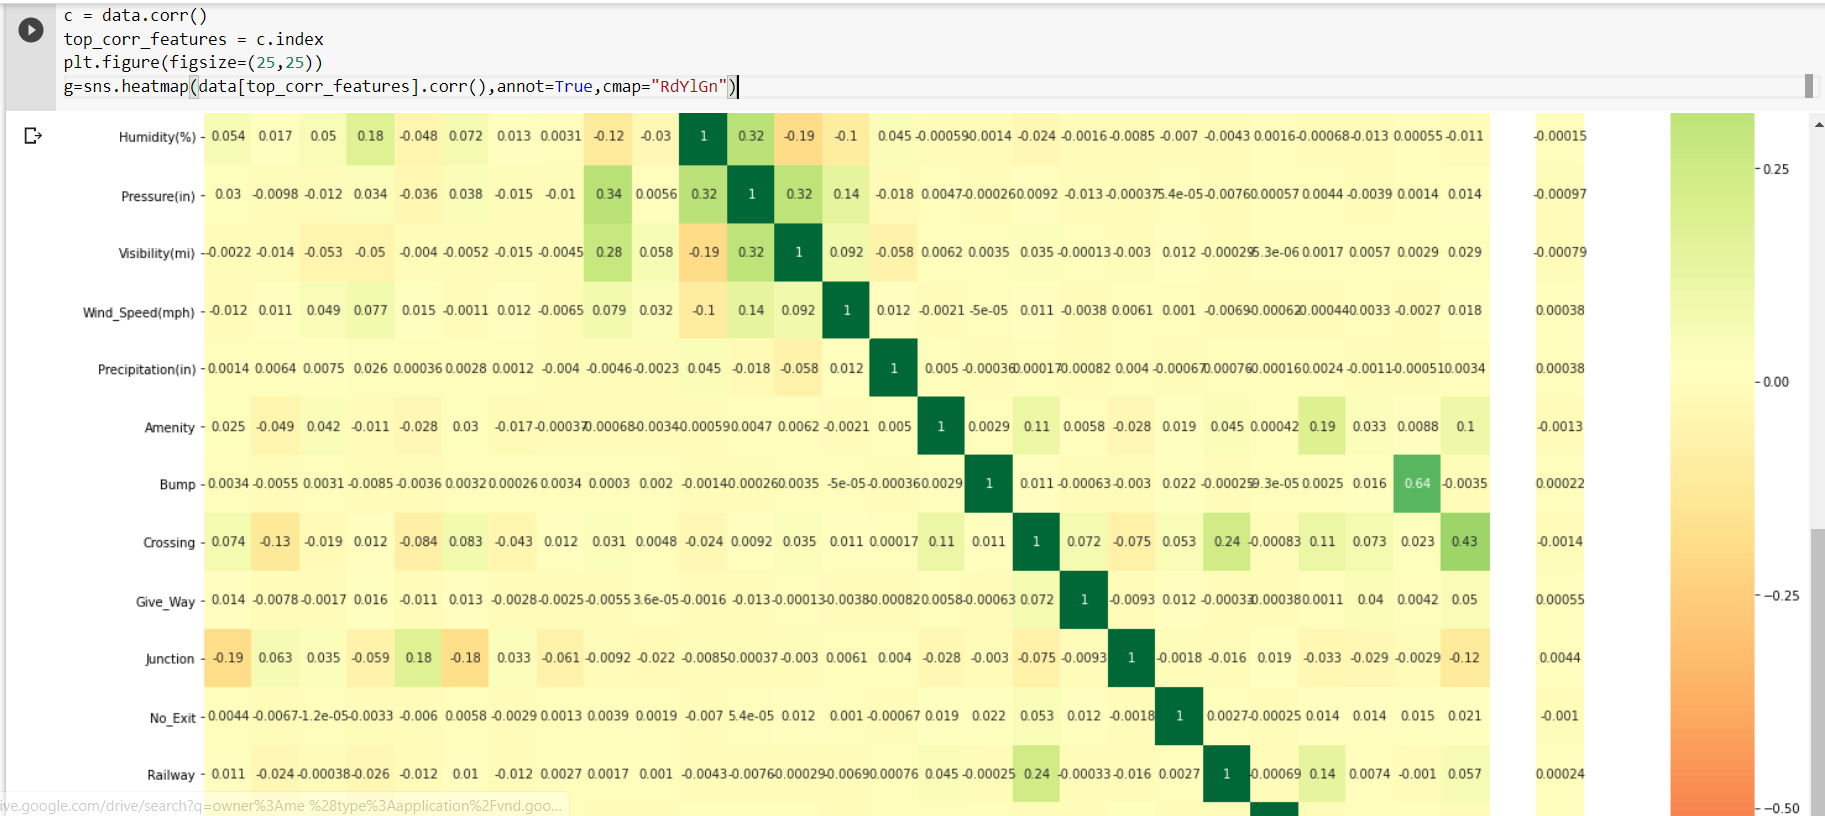 c = data.corr()
top_corr_features = c.index
plt.figure(figsize=(25,25))
g=sns.heatmap(data[top_corr_features].corr(),annot=True,cmap="RdYlGn")
Humidity(%) 0.054 0.017 0.05 0.18 -0.048 0.072 0.013 0.0031 -0.12 -0.03 1 0.32 -0.19 -0.1 0.045 -0.00059 -0.0014 -0.024 -0.0016 -0.0085 -0.007 -0.0043 0.0016 -0.00068 -0.013 0.00055 -0.011 -0.00015
0.25
Pressure(in) 0.03 -0.0098 -0.012 0.034 -0.036 0.038 -0.015 -0.01 0.34 0.0056 0.32 1 0.32 0.14 -0.018 0.0047 -0.00026 0.0092 -0.013 -0.00037 5.4e-05 -0.0076 0.00057 0.0044 -0.0039 0.0014 0.014 -0.00097
Visibility(mi) -0.0022 -0.014 -0.053 -0.05 -0.004 -0.0052 -0.015 -0.0045 0.28 0.058 -0.19 0.32 1 0.092 -0.058 0.0062 0.0035 0.035 -0.00013 -0.003 0.012 -0.00029 5.3e-06 0.0017 0.0057 0.0029 0.029 -0.00079
Wind_Speed(mph) -0.012 0.011 0.049 0.077 0.015 -0.0011 0.012 -0.0065 0.079 0.032 -0.1 0.14 0.092 1 0.012 -0.0021 -5e-05 0.011 -0.0038 0.0061 0.001 -0.0069 -0.00062 0.00044 0.0033 -0.0027 0.018 0.00038
Precipitation(in) 0.0014 0.0064 0.0075 0.026 0.00036 0.0028 0.0012 -0.004 -0.0046 -0.0023 0.045 -0.018 -0.058 0.012 1 0.005 -0.00036 0.00017 -0.00082 0.004 -0.00067 0.00076 -0.00016 0.0024 -0.0011 -0.00051 0.0034 0.00038
0.00
Amenity 0.025 -0.049 0.042 -0.011 -0.028 0.03 -0.017 -0.00037 0.00068 -0.0034 -0.00059 0.0047 0.0062 -0.0021 0.005 1 0.0029 0.11 0.0058 -0.028 0.019 0.045 0.00042 0.19 0.033 0.0088 0.1 -0.0013
Bump 0.0034 -0.0055 0.0031 -0.0085 -0.0036 0.0032 0.00026 0.0034 0.0003 0.002 -0.0014 -0.00026 0.0035 -5e-05 -0.00036 0.0029 1 0.011 -0.00063 -0.003 0.022 -0.00025 9.3e-05 0.0025 0.016 0.64 -0.0035 0.00022
Crossing 0.074 -0.13 -0.019 0.012 -0.084 0.083 -0.043 0.012 0.031 0.0048 -0.024 0.0092 0.035 0.011 0.00017 0.11 0.011 1 0.072 -0.075 0.053 0.24 -0.00083 0.11 0.073 0.023 0.43 -0.0014
Give_Way 0.014 -0.0078 -0.0017 0.016 -0.011 0.013 -0.0028 -0.0025 -0.0055 3.6e-05 -0.0016 -0.013 -0.00013 -0.0038 -0.00082 0.0058 -0.00063 0.072 1 -0.0093 0.012 -0.00033 0.00038 0.0011 0.04 0.0042 0.05 0.00055
−0.25
Junction -0.19 0.063 0.035 -0.059 0.18 -0.18 0.033 -0.061 -0.0092 -0.022 -0.0085 0.00037 -0.003 0.0061 0.004 -0.028 -0.003 -0.075 -0.0093 1 -0.0018 -0.016 0.019 -0.033 -0.029 -0.0029 -0.12 0.0044
No_Exit 0.0044 -0.0067 -1.2e-05 -0.0033 -0.006 0.0058 -0.0029 0.0013 0.0039 0.0019 -0.007 5.4e-05 0.012 0.001 -0.00067 0.019 0.022 0.053 0.012 -0.0018 1 0.0027 -0.00025 0.014 0.014 0.015 0.021 -0.001
Railway 0.011 -0.024 -0.00038 -0.026 -0.012 0.01 -0.012 0.0027 0.0017 0.001 -0.0043 -0.0076 0.00029 -0.0069 0.00076 0.045 -0.00025 0.24 -0.00033 -0.016 0.0027 1 -0.00069 0.14 0.0074 -0.001 0.057 0.00024
ive.google.com/drive/search?q=owner%3Ame %28type%3Aapplication%2Fvnd.goo...
−0.50